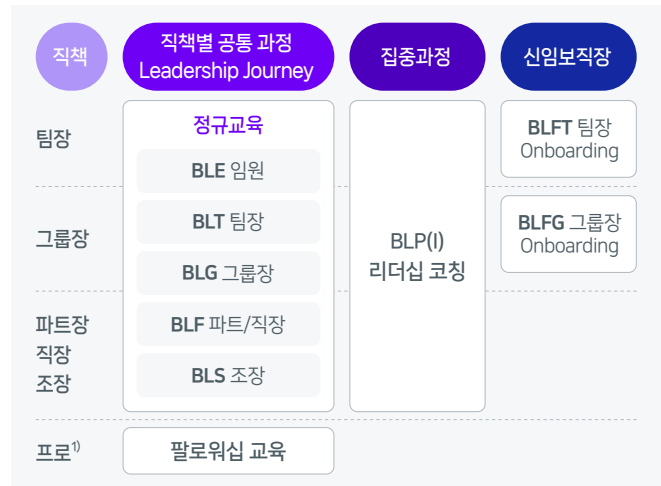 직책
직책별 공통 과정
Leadership Journey
집중과정
신임보직장
팀장
정규교육
BLE 임원
BLT 팀장
BLG 그룹장
BLF 파트/직장
BLS 조장
BLP(I)
리더십 코칭
BLFT 팀장
Onboarding
그룹장
BLFG 그룹장
Onboarding
파트장
직장
조장
프로1)
팔로워십 교육